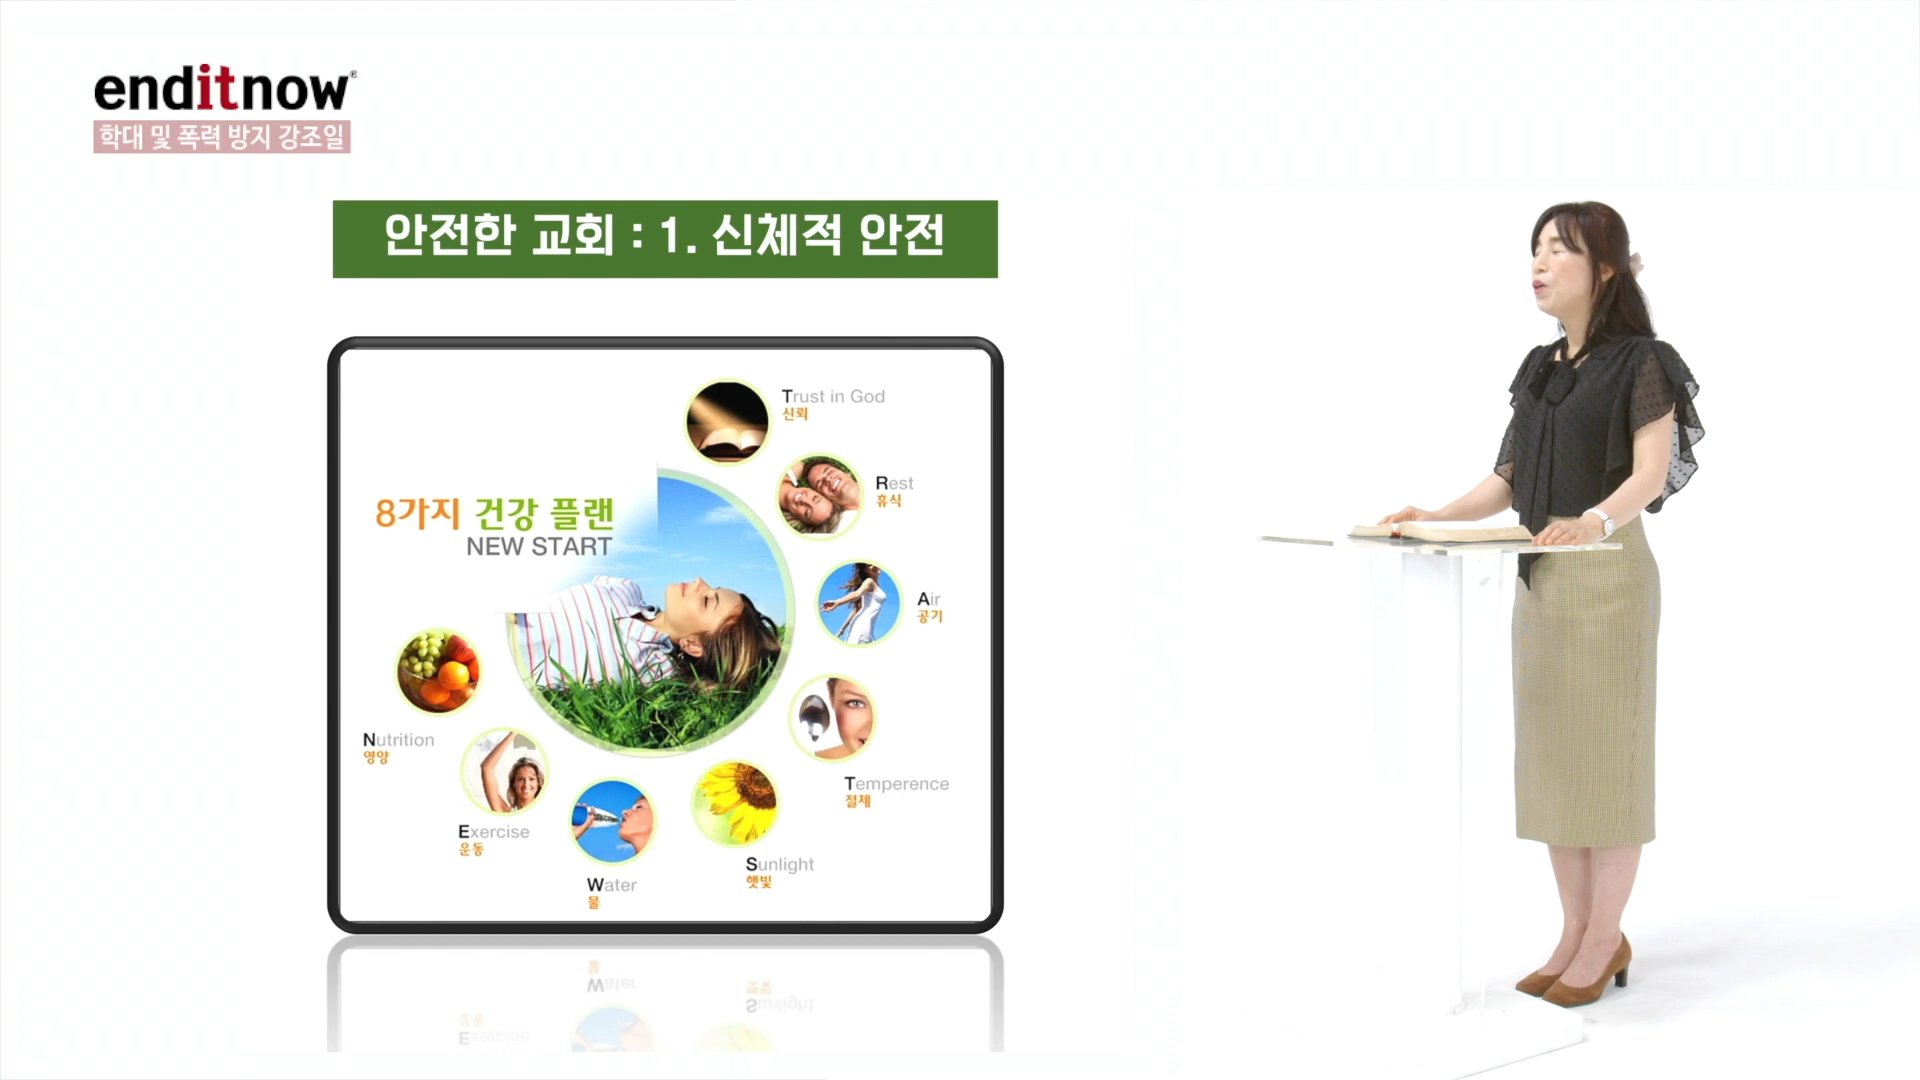 enditnow®
학대 및 폭력 방지 강조일
안전한 교회 : 1. 신체적 안전
Trust in God
신뢰
Rest
휴식
8가지 건강 플랜
NEW START
Air
공기
Nutrition
영양
Temperence
절제
Exercise
운동
Sunlight
햇빛
Water
물